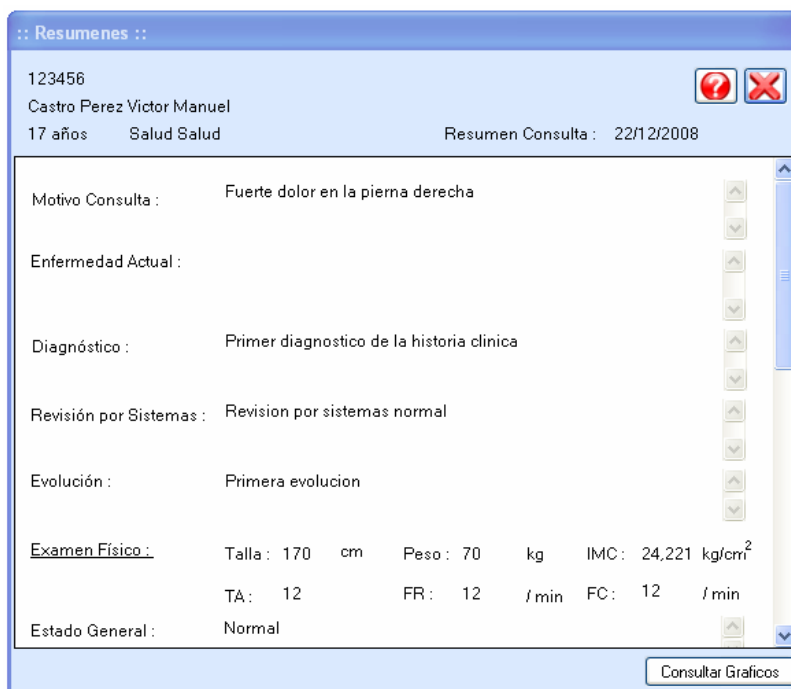 :: Resumenes ::
123456
Castro Perez Victor Manuel
17 años Salud Salud Resumen Consulta : 22/12/2008
Motivo Consulta : Fuerte dolor en la pierna derecha
Enfermedad Actual :
Diagnóstico : Primer diagnostico de la historia clinica
Revisión por Sistemas : Revision por sistemas normal
Evolución : Primera evolucion
Examen Físico : Talla : 170 cm Peso : 70 kg IMC : 24,221 kg/cm²
TA : 12 FR : 12 / min FC : 12 / min
Estado General : Normal
Consultar Graficos